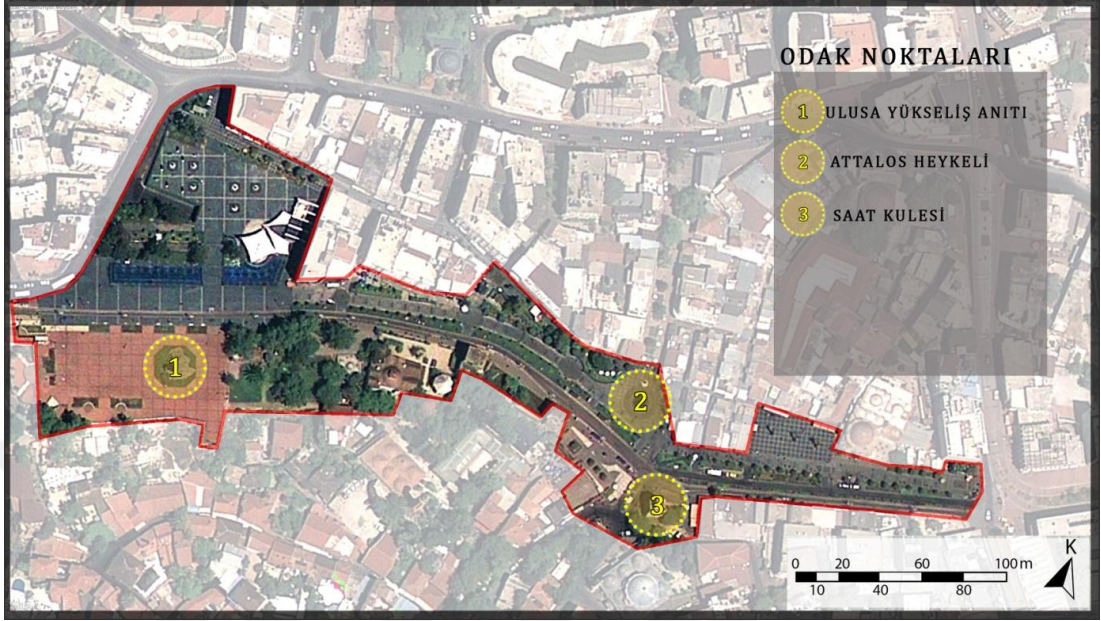 ODAK NOKTALARI
1 ULUSA YÜKSELİŞ ANITI
2 ATTALOS HEYKELİ
3 SAAT KULESİ
1
2
3
K
0 20 60 100 m
10 40 80